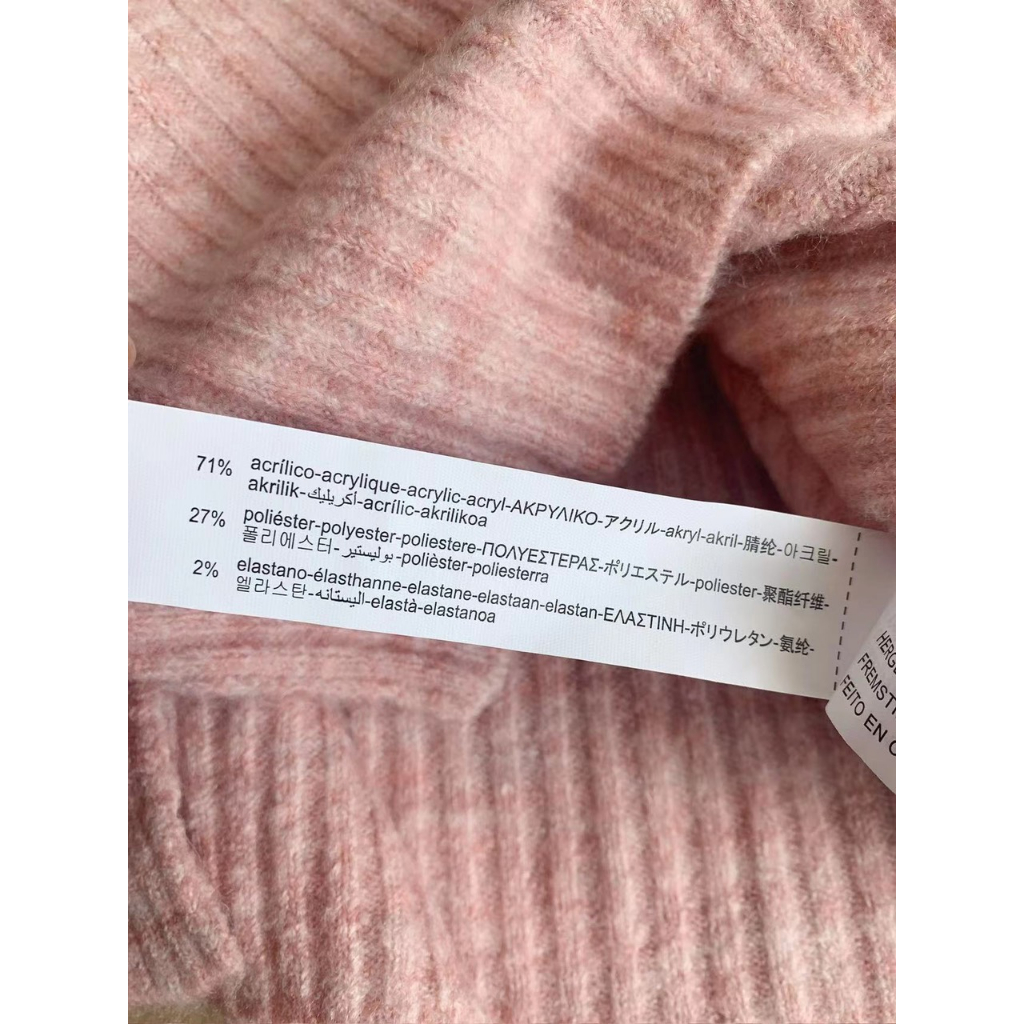 71% acrílico-acrylique-acrylic-acryl-ΑΚΡΥΛΙΚΟ-アクリル-akryl-akril-腈纶-아크릴-
akrilik-أكريليك-acrílic-akrilikoa
27% poliéster-polyester-poliestere-ΠΟΛΥΕΣΤΕΡΑΣ-ポリエステル-poliester-聚酯纤维-
폴리에스터-بوليستير-polièster-poliesterra
2% elastano-élasthanne-elastane-elastaan-elastan-ΕΛΑΣΤΙΝΗ-ポリウレタン-氨纶-
엘라스탄-اليستانه-elastà-elastanoa
FEITO EN